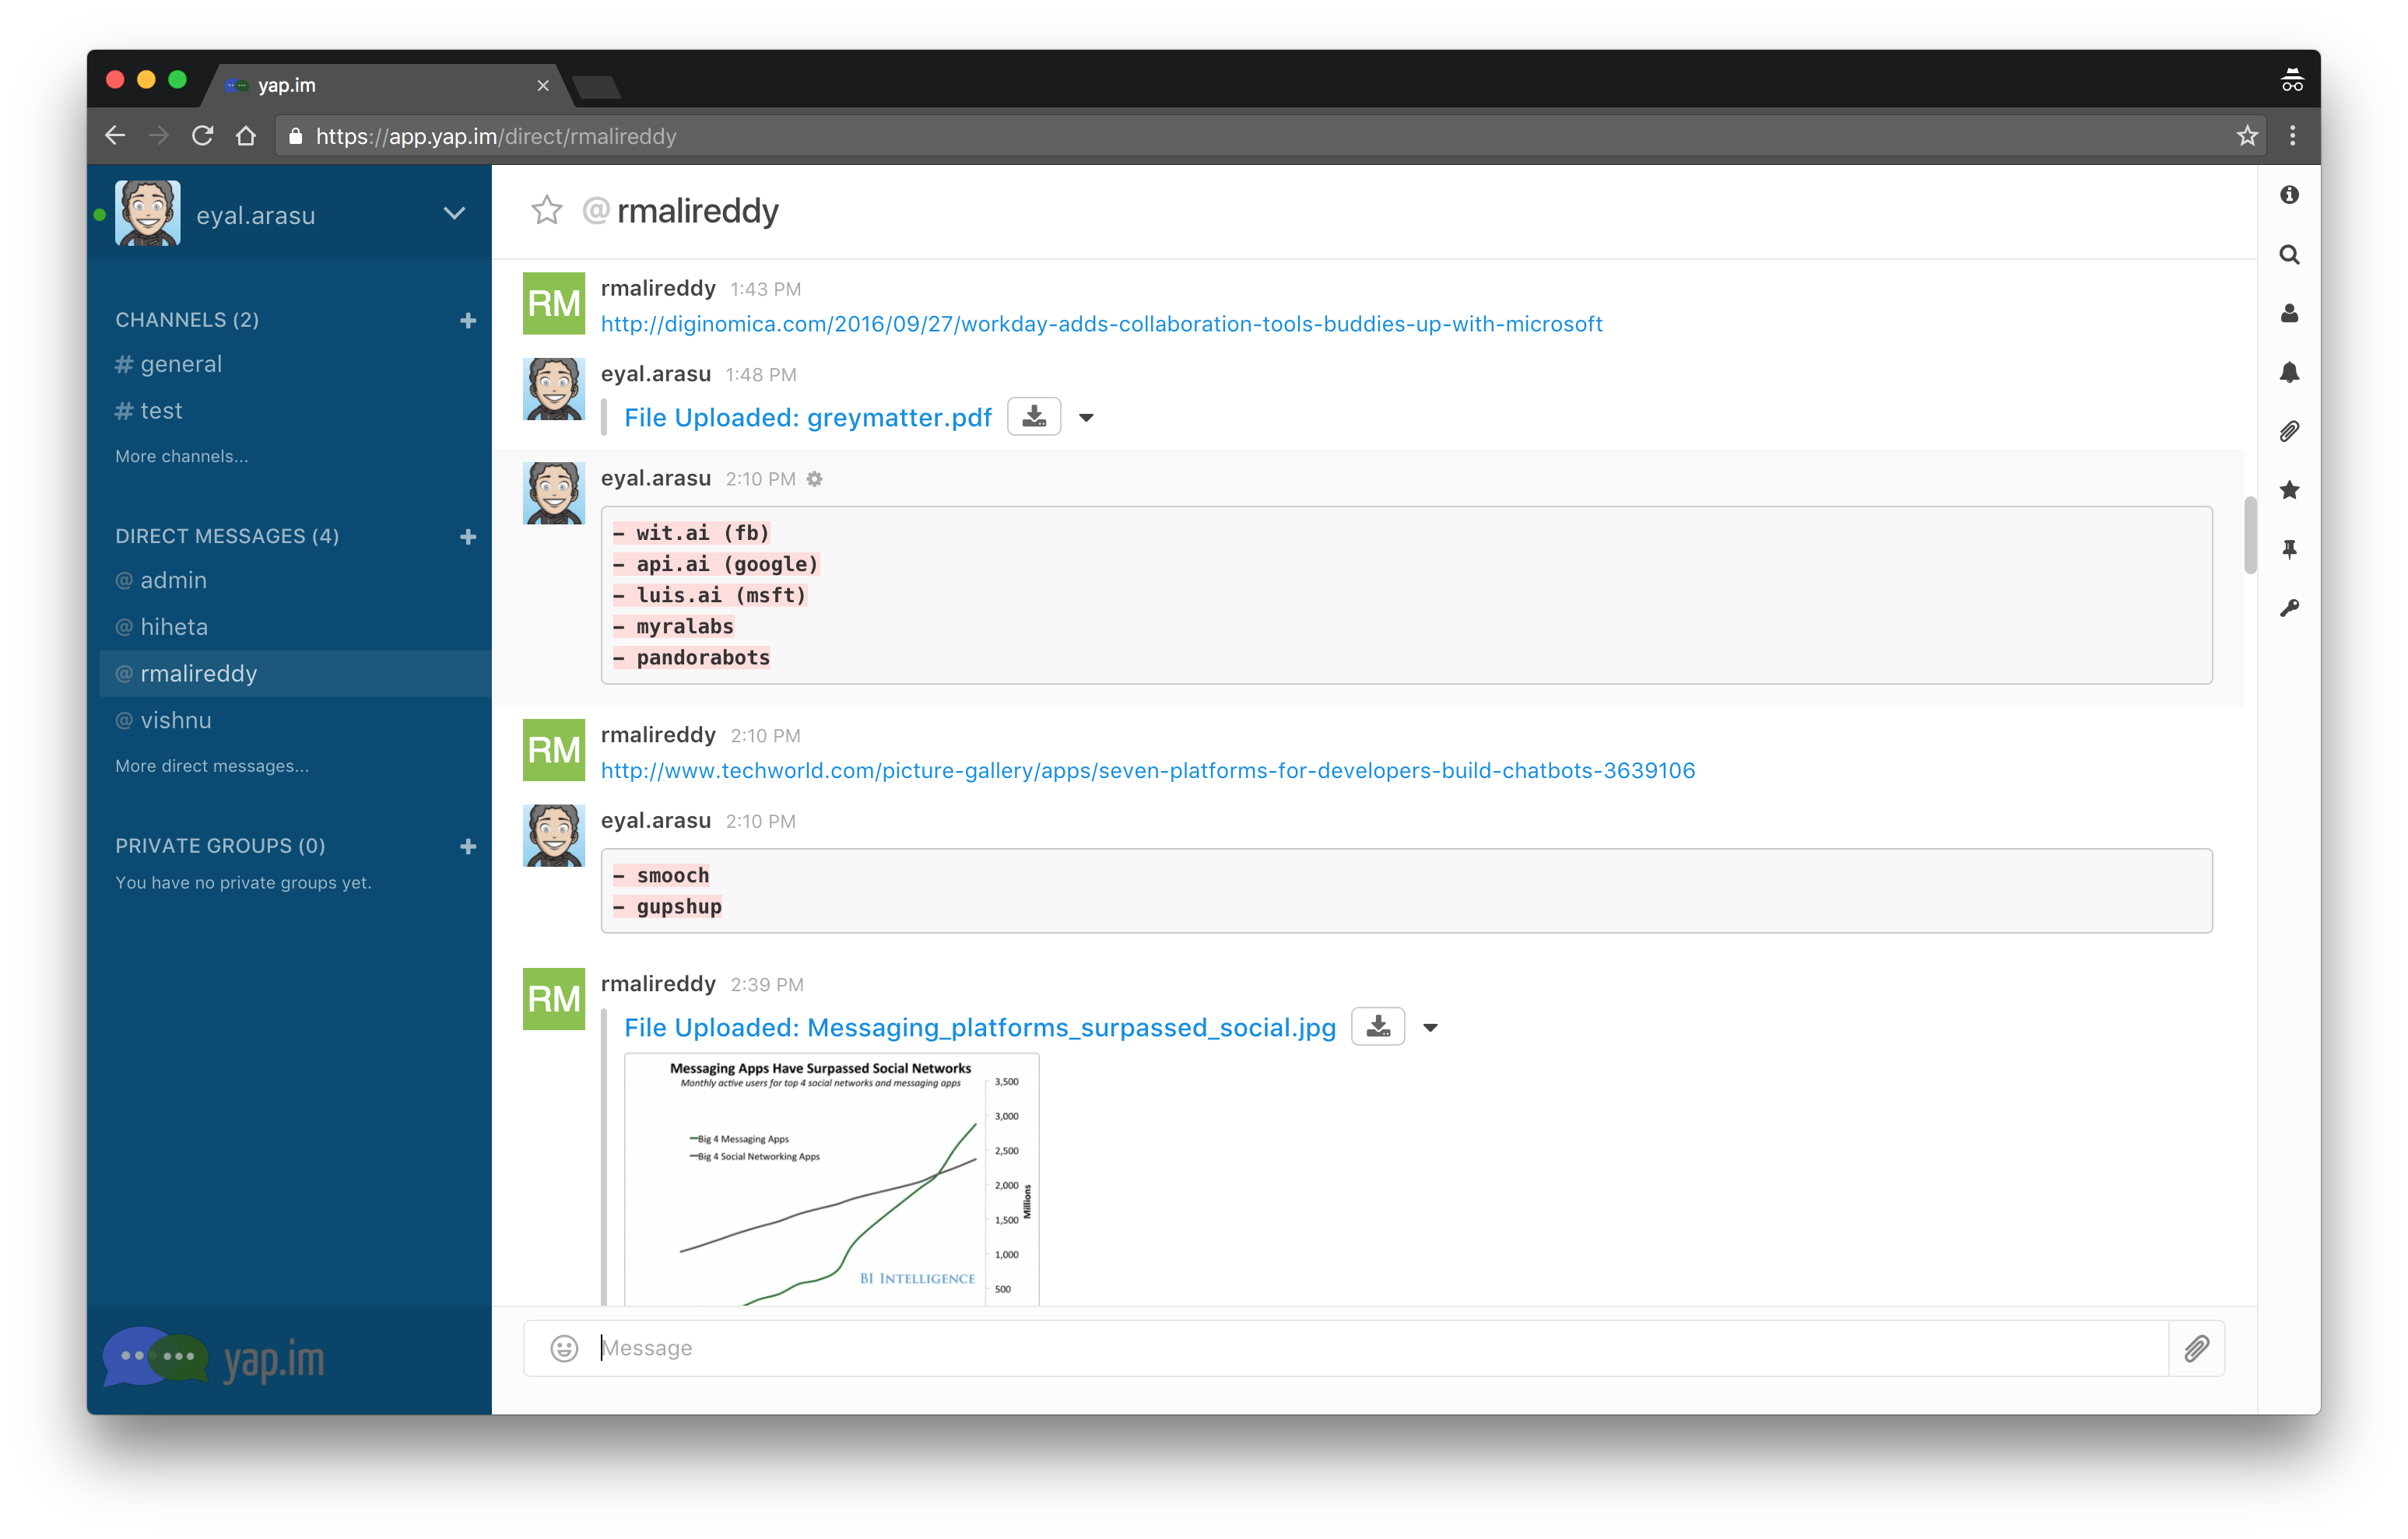 yap.im
https://app.yap.im/direct/rmalireddy
eyal.arasu
CHANNELS (2)
# general
# test
More channels...
DIRECT MESSAGES (4)
@ admin
@ hiheta
@ rmalireddy
@ vishnu
More direct messages...
PRIVATE GROUPS (0)
You have no private groups yet.
yap.im
@rmalireddy
RM
rmalireddy 1:43 PM
http://diginomica.com/2016/09/27/workday-adds-collaboration-tools-buddies-up-with-microsoft
eyal.arasu 1:48 PM
File Uploaded: greymatter.pdf
eyal.arasu 2:10 PM
– wit.ai (fb)
– api.ai (google)
– luis.ai (msft)
– myralabs
– pandorabots
RM
rmalireddy 2:10 PM
http://www.techworld.com/picture-gallery/apps/seven-platforms-for-developers-build-chatbots-3639106
eyal.arasu 2:10 PM
– smooch
– gupshup
RM
rmalireddy 2:39 PM
File Uploaded: Messaging_platforms_surpassed_social.jpg
Messaging Apps Have Surpassed Social Networks
Monthly active users for top 4 social networks and messaging apps
Big 4 Messaging Apps
Big 4 Social Networking Apps
3,500
3,000
2,500
2,000
1,500
1,000
500
Millions
BI INTELLIGENCE
Message